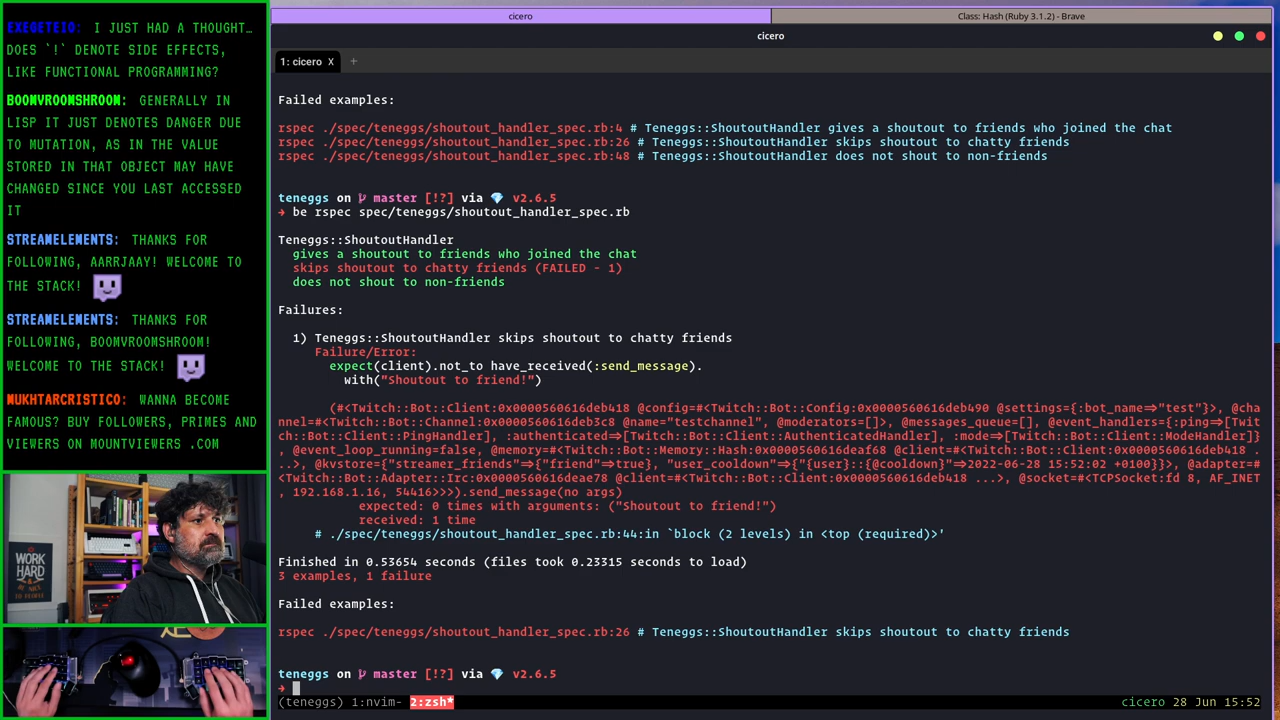 EXEGETEIO: I JUST HAD A THOUGHT…
DOES `!` DENOTE SIDE EFFECTS,
LIKE FUNCTIONAL PROGRAMMING?
BOOMVROOMSHROOM: GENERALLY IN
LISP IT JUST DENOTES DANGER DUE
TO MUTATION, AS IN THE VALUE
STORED IN THAT OBJECT MAY HAVE
CHANGED SINCE YOU LAST ACCESSED
IT
STREAMELEMENTS: THANKS FOR
FOLLOWING, AARRJAAY! WELCOME TO
THE STACK!
STREAMELEMENTS: THANKS FOR
FOLLOWING, BOOMVROOMSHROOM!
WELCOME TO THE STACK!
MUKHTARCRISTICO: WANNA BECOME
FAMOUS? BUY FOLLOWERS, PRIMES AND
VIEWERS ON MOUNTVIEWERS .COM
WORK
HARD
cicero
Class: Hash (Ruby 3.1.2) - Brave
cicero
1: cicero X +
Failed examples:
rspec ./spec/teneggs/shoutout_handler_spec.rb:4 # Teneggs::ShoutoutHandler gives a shoutout to friends who joined the chat
rspec ./spec/teneggs/shoutout_handler_spec.rb:26 # Teneggs::ShoutoutHandler skips shoutout to chatty friends
rspec ./spec/teneggs/shoutout_handler_spec.rb:48 # Teneggs::ShoutoutHandler does not shout to non-friends
teneggs on master [!?] via 💎 v2.6.5
➜ be rspec spec/teneggs/shoutout_handler_spec.rb
Teneggs::ShoutoutHandler
gives a shoutout to friends who joined the chat
skips shoutout to chatty friends (FAILED - 1)
does not shout to non-friends
Failures:
1) Teneggs::ShoutoutHandler skips shoutout to chatty friends
Failure/Error:
expect(client).not_to have_received(:send_message).
with("Shoutout to friend!")
(#<Twitch::Bot::Client:0x0000560616deb418 @config=#<Twitch::Bot::Config:0x0000560616deb490 @settings={:bot_name=>"test"}>, @cha
nnel=#<Twitch::Bot::Channel:0x0000560616deb3c8 @name="testchannel", @moderators=[]>, @messages_queue=[], @event_handlers={:ping=>[Twit
ch::Bot::Client::PingHandler], :authenticated=>[Twitch::Bot::Client::AuthenticatedHandler], :mode=>[Twitch::Bot::Client::ModeHandler]}
, @event_loop_running=false, @memory=#<Twitch::Bot::Memory::Hash:0x0000560616deaf68 @client=#<Twitch::Bot::Client:0x0000560616deb418 .
..>, @kvstore={"streamer_friends"=>{"friend"=>true}, "user_cooldown"=>{"{user}::{@cooldown}"=>2022-06-28 15:52:02 +0100}}>, @adapter=#
<Twitch::Bot::Adapter::Irc:0x0000560616deae78 @client=#<Twitch::Bot::Client:0x0000560616deb418 ...>, @socket=#<TCPSocket:fd 8, AF_INET
, 192.168.1.16, 54416>>>).send_message(no args)
expected: 0 times with arguments: ("Shoutout to friend!")
received: 1 time
# ./spec/teneggs/shoutout_handler_spec.rb:44:in `block (2 levels) in <top (required)>'
Finished in 0.53654 seconds (files took 0.23315 seconds to load)
3 examples, 1 failure
Failed examples:
rspec ./spec/teneggs/shoutout_handler_spec.rb:26 # Teneggs::ShoutoutHandler skips shoutout to chatty friends
teneggs on master [!?] via 💎 v2.6.5
➜
(teneggs) 1:nvim- 2:zsh* cicero 28 Jun 15:52